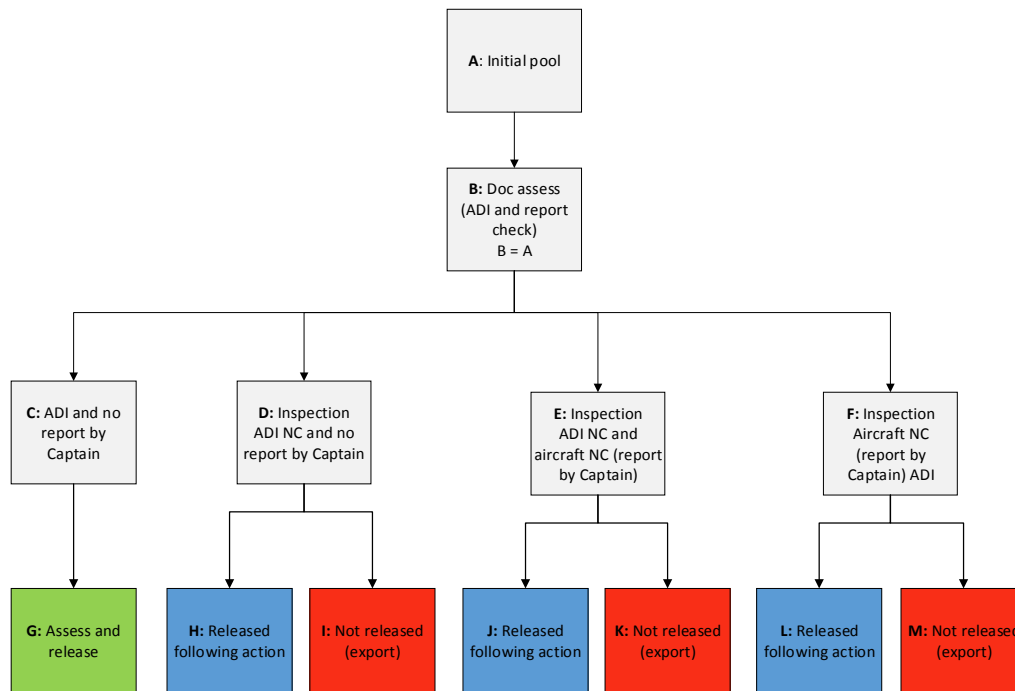 A: Initial pool
B: Doc assess
(ADI and report
check)
B = A
C: ADI and no
report by
Captain
D: Inspection
ADI NC and no
report by Captain
E: Inspection
ADI NC and
aircraft NC (report
by Captain)
F: Inspection
Aircraft NC
(report by
Captain) ADI
G: Assess and
release
H: Released
following action
I: Not released
(export)
J: Released
following action
K: Not released
(export)
L: Released
following action
M: Not released
(export)